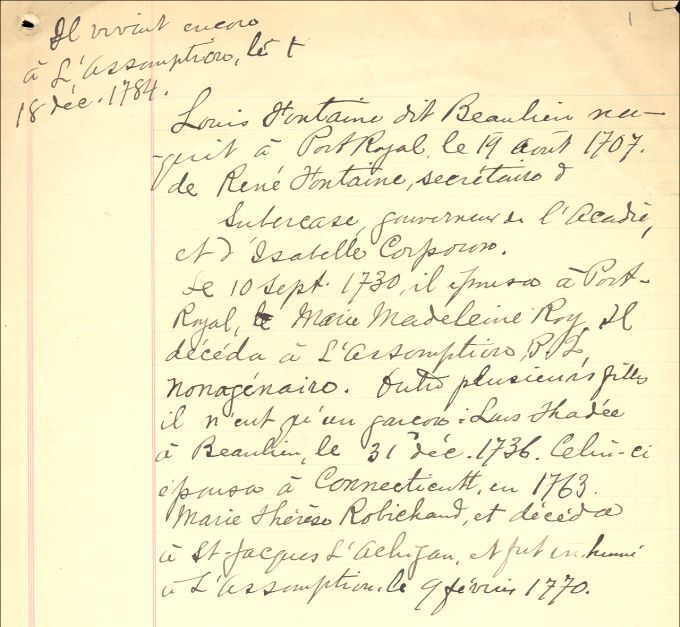 1
Il vivait encore
à L'Assomption, le
18 déc. 1784.
Louis Fontaine dit Beaulieu na-
quit à Port Royal, le 19 août 1707.
de René Fontaine, secrétaire d
Subercase, gouverneur de l'Acadie,
et d'Isabelle Corporon.
Le 10 sept. 1730, il épousa à Port-
Royal, Marie Madeleine Roy. Il
décéda à L'Assomption, P.Q.
nonagénaire. Outre plusieurs filles
il n'eut qu'un garçon: Louis Thadée
à Beaulieu, le 31 déc. 1736. Celui-ci
épousa à Connecticutt, en 1763.
Marie Thérèse Robichaud, et décéda
à St Jacques L'Achigan, et fut inhumé
à L'Assomption. le 9 février 1770.